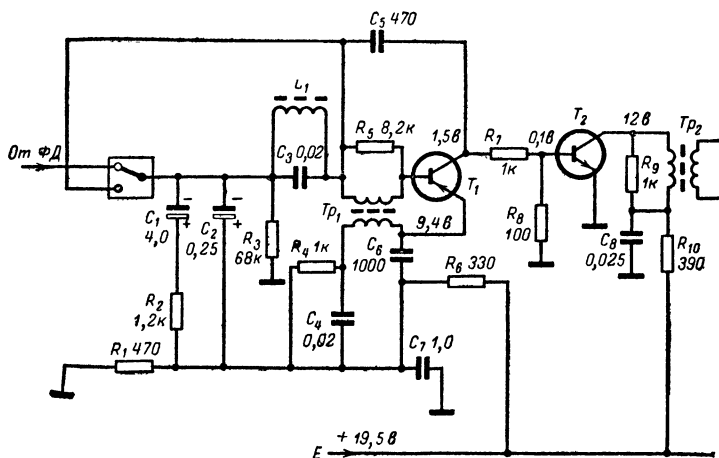 C₅ 470
L₁
R₅ 8,2к
От ФД
C₃ 0,02
1,5в
T₁
R₇
1к
0,1в
T₂
12в
Тр₂
R₉
1к
C₁
4,0
C₂
0,25
R₃
68к
Тр₁
9,4в
R₄ 1к
C₆
1000
R₈
100
C₈
0,025
R₁₀
390
R₂
1,2к
C₄
0,02
R₆ 330
R₁ 470
C₇ 1,0
E
+ 19,5в